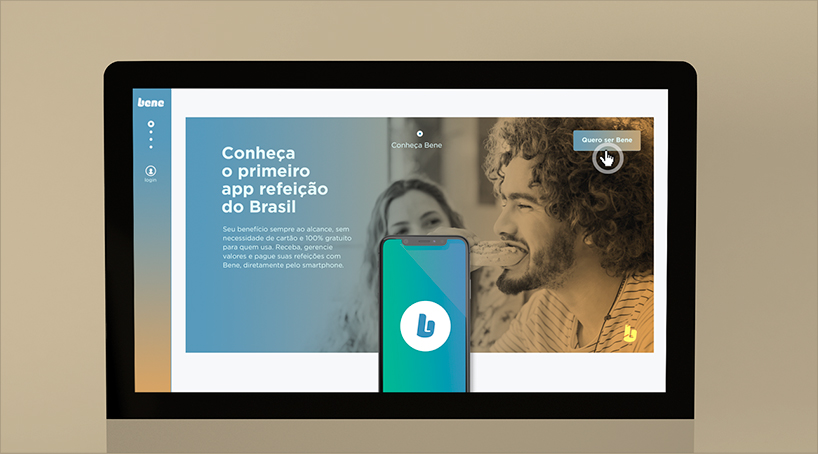 bene
login
Conheça Bene
Quero ser Bene
Conheça
o primeiro
app refeição
do Brasil
Seu benefício sempre ao alcance, sem
necessidade de cartão e 100% gratuito
para quem usa. Receba, gerencie
valores e pague suas refeições com
Bene, diretamente pelo smartphone.
b
b